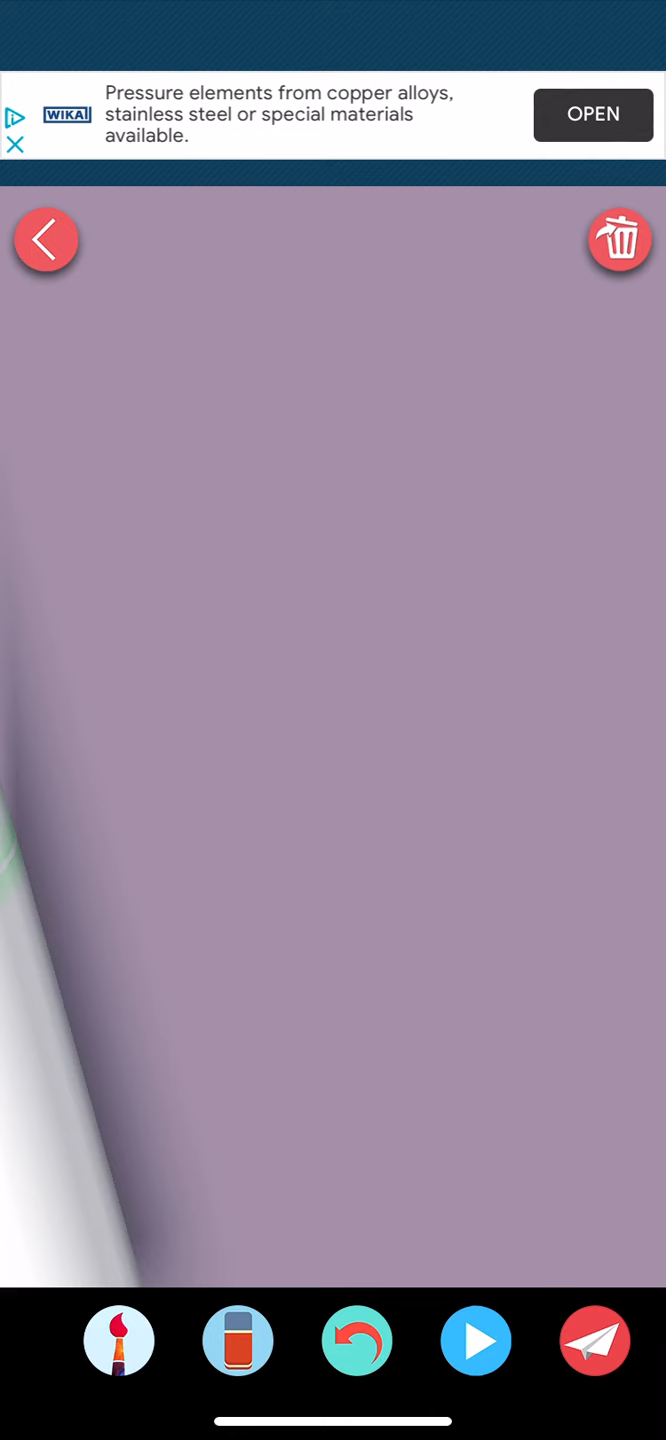 WIKAI
Pressure elements from copper alloys,
stainless steel or special materials
available.
OPEN